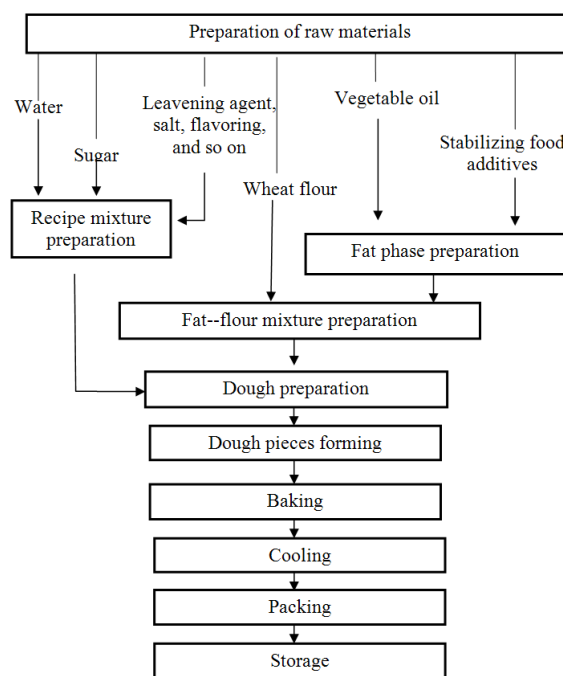 Preparation of raw materials
Water
Sugar
Leavening agent,
salt, flavoring,
and so on
Wheat flour
Vegetable oil
Stabilizing food
additives
Recipe mixture
preparation
Fat phase preparation
Fat--flour mixture preparation
Dough preparation
Dough pieces forming
Baking
Cooling
Packing
Storage